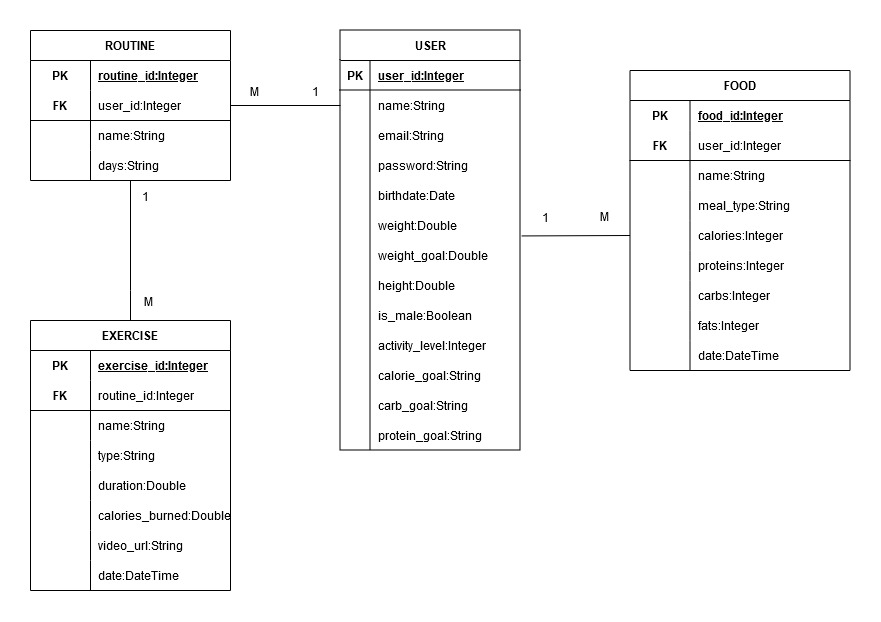 ROUTINE
PK routine_id:Integer
FK user_id:Integer
name:String
days:String
M 1
USER
PK user_id:Integer
name:String
email:String
password:String
birthdate:Date
weight:Double
weight_goal:Double
height:Double
is_male:Boolean
activity_level:Integer
calorie_goal:String
carb_goal:String
protein_goal:String
1 M
FOOD
PK food_id:Integer
FK user_id:Integer
name:String
meal_type:String
calories:Integer
proteins:Integer
carbs:Integer
fats:Integer
date:DateTime
1
M
EXERCISE
PK exercise_id:Integer
FK routine_id:Integer
name:String
type:String
duration:Double
calories_burned:Double
video_url:String
date:DateTime